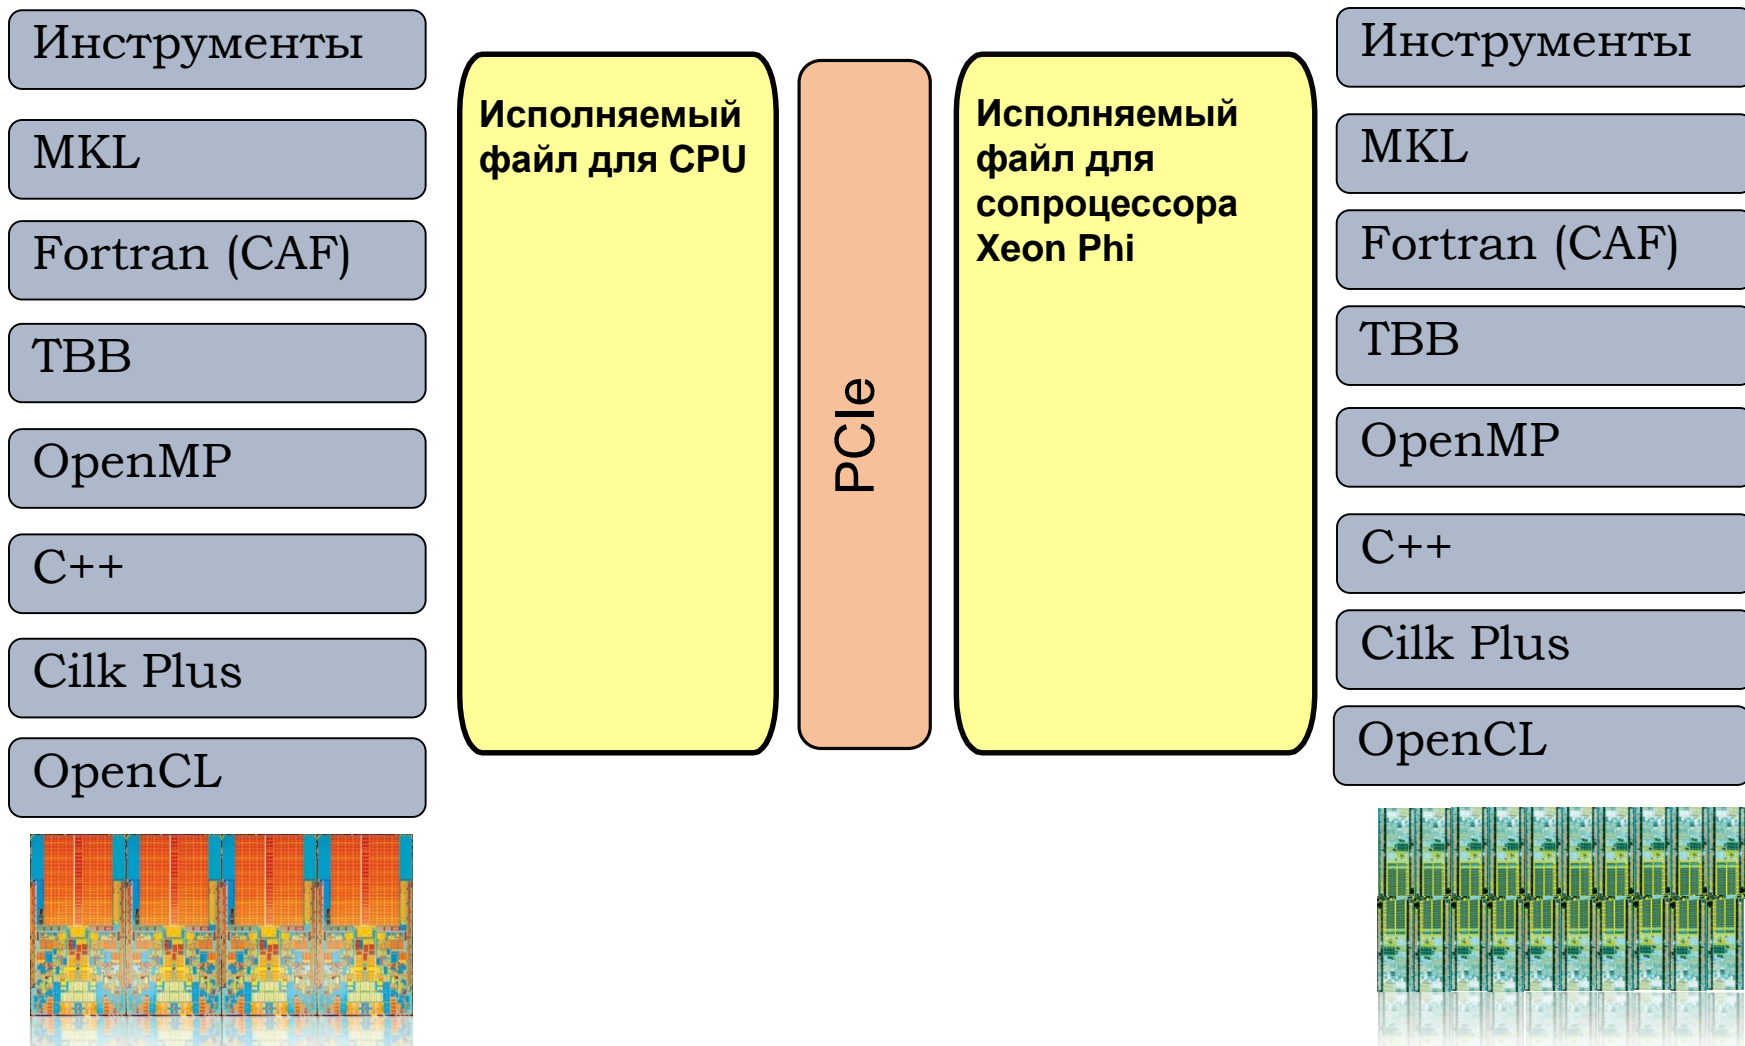 Инструменты
MKL
Fortran (CAF)
TBB
OpenMP
C++
Cilk Plus
OpenCL
Исполняемый
файл для CPU
PCIe
Исполняемый
файл для
сопроцессора
Xeon Phi
Инструменты
MKL
Fortran (CAF)
TBB
OpenMP
C++
Cilk Plus
OpenCL